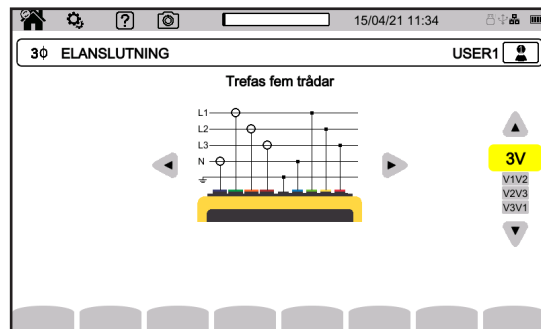 15/04/21 11:34
3Φ ELANSLUTNING USER1
Trefas fem trådar
L1
L2
L3
N
3V
V1V2
V2V3
V3V1